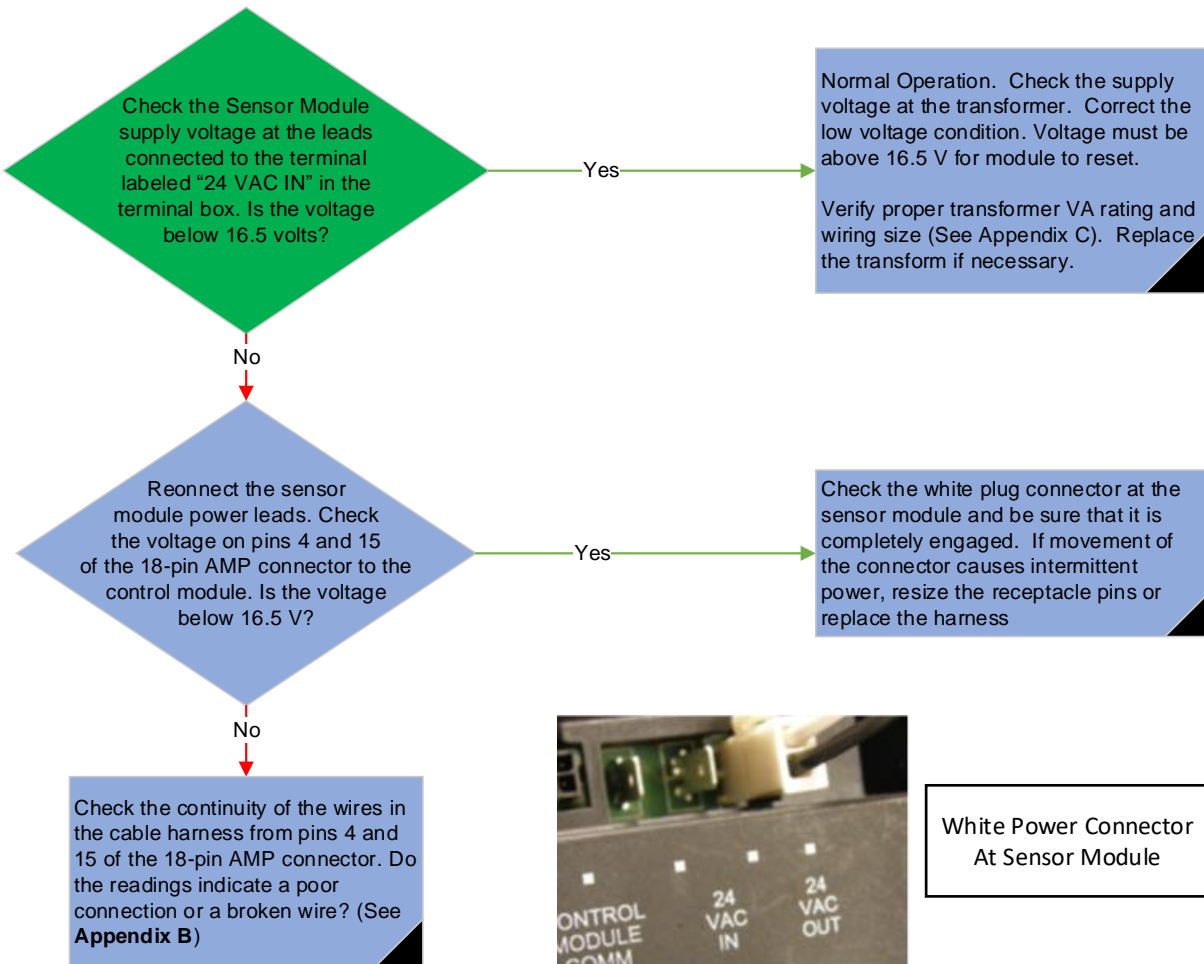 Check the Sensor Module
supply voltage at the leads
connected to the terminal
labeled “24 VAC IN” in the
terminal box. Is the voltage
below 16.5 volts?
Yes
Normal Operation.  Check the supply
voltage at the transformer.  Correct the
low voltage condition. Voltage must be
above 16.5 V for module to reset.
Verify proper transformer VA rating and
wiring size (See Appendix C).  Replace
the transform if necessary.
No
Reonnect the sensor
module power leads. Check
the voltage on pins 4 and 15
of the 18-pin AMP connector to the
control module. Is the voltage
below 16.5 V?
Yes
Check the white plug connector at the
sensor module and be sure that it is
completely engaged.  If movement of
the connector causes intermittent
power, resize the receptacle pins or
replace the harness
No
Check the continuity of the wires in
the cable harness from pins 4 and
15 of the 18-pin AMP connector. Do
the readings indicate a poor
connection or a broken wire? (See
Appendix B)
ONTROL
MODULE
COMM
24
VAC
IN
24
VAC
OUT
White Power Connector
At Sensor Module